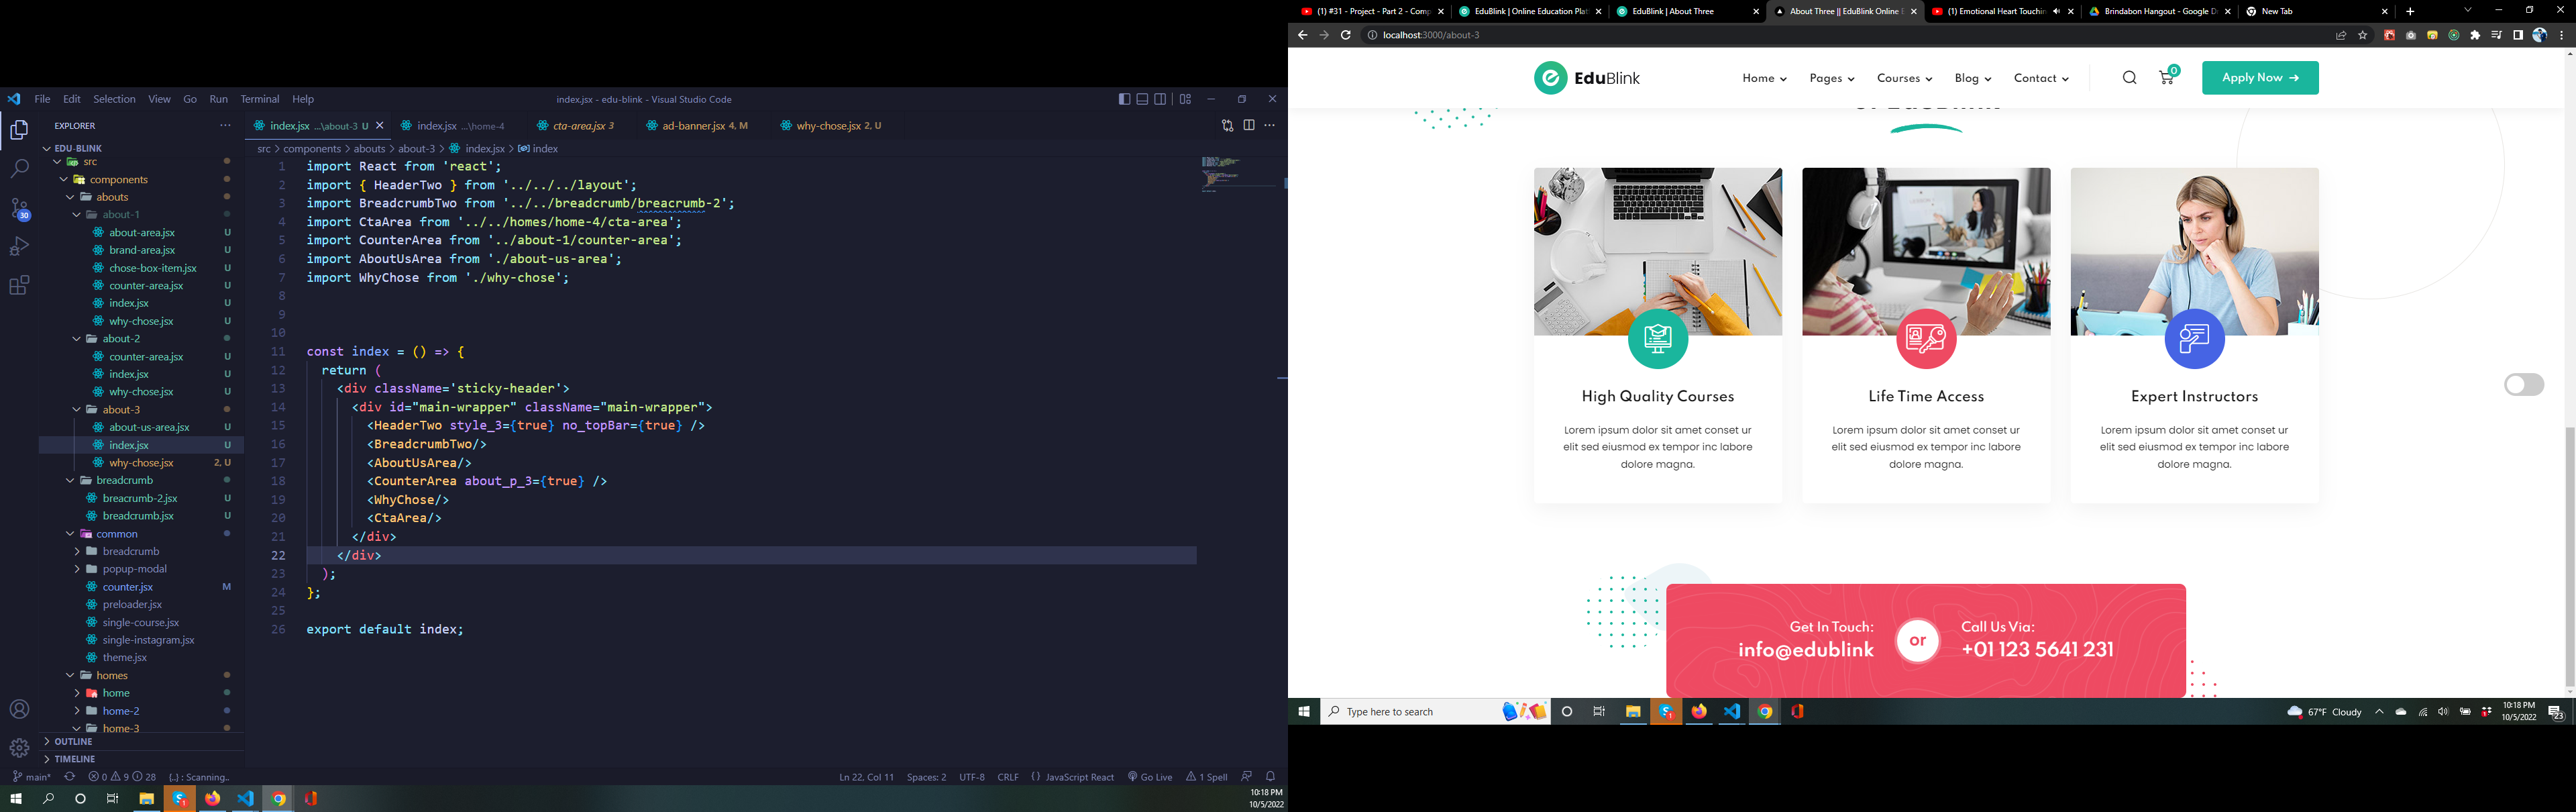 File Edit Selection View Go Run Terminal Help
index.jsx - edu-blink - Visual Studio Code
EXPLORER
EDU-BLINK
src
components
abouts
about-1
about-area.jsx U
brand-area.jsx U
chose-box-item.jsx U
counter-area.jsx U
index.jsx U
why-chose.jsx U
about-2
counter-area.jsx U
index.jsx U
why-chose.jsx U
about-3
about-us-area.jsx U
index.jsx U
why-chose.jsx 2, U
breadcrumb
breacrumb-2.jsx U
breadcrumb.jsx U
common
breadcrumb
popup-modal
counter.jsx M
preloader.jsx
single-course.jsx
single-instagram.jsx
theme.jsx
homes
home
home-2
home-3
OUTLINE
TIMELINE
30
index.jsx ...\about-3 U
index.jsx ...\home-4
cta-area.jsx 3
ad-banner.jsx 4, M
why-chose.jsx 2, U
src > components > abouts > about-3 > index.jsx > index
1 import React from 'react';
2 import { HeaderTwo } from '../../../layout';
3 import BreadcrumbTwo from '../../breadcrumb/breacrumb-2';
4 import CtaArea from '../../homes/home-4/cta-area';
5 import CounterArea from '../about-1/counter-area';
6 import AboutUsArea from './about-us-area';
7 import WhyChose from './why-chose';
8
9
10
11 const index = () => {
12 return (
13 <div className='sticky-header'>
14 <div id="main-wrapper" className="main-wrapper">
15 <HeaderTwo style_3={true} no_topBar={true} />
16 <BreadcrumbTwo/>
17 <AboutUsArea/>
18 <CounterArea about_p_3={true} />
19 <WhyChose/>
20 <CtaArea/>
21 </div>
22 </div>
23 );
24 };
25
26 export default index;
main* 0 9 28 {..} : Scanning.. Ln 22, Col 11 Spaces: 2 UTF-8 CRLF {} JavaScript React Go Live 1 Spell
10:18 PM
10/5/2022
(1) #31 - Project - Part 2 - Comp
EduBlink | Online Education Plat
EduBlink | About Three
About Three || EduBlink Online E
(1) Emotional Heart Touchin
Brindabon Hangout - Google D
New Tab
localhost:3000/about-3
EduBlink
Home Pages Courses Blog Contact
0
Apply Now →
High Quality Courses
Lorem ipsum dolor sit amet conset ur
elit sed eiusmod ex tempor inc labore
dolore magna.
Life Time Access
Lorem ipsum dolor sit amet conset ur
elit sed eiusmod ex tempor inc labore
dolore magna.
Expert Instructors
Lorem ipsum dolor sit amet conset ur
elit sed eiusmod ex tempor inc labore
dolore magna.
Get In Touch:
info@edublink
or
Call Us Via:
+01 123 5641 231
Type here to search
67°F Cloudy
10:18 PM
10/5/2022
23